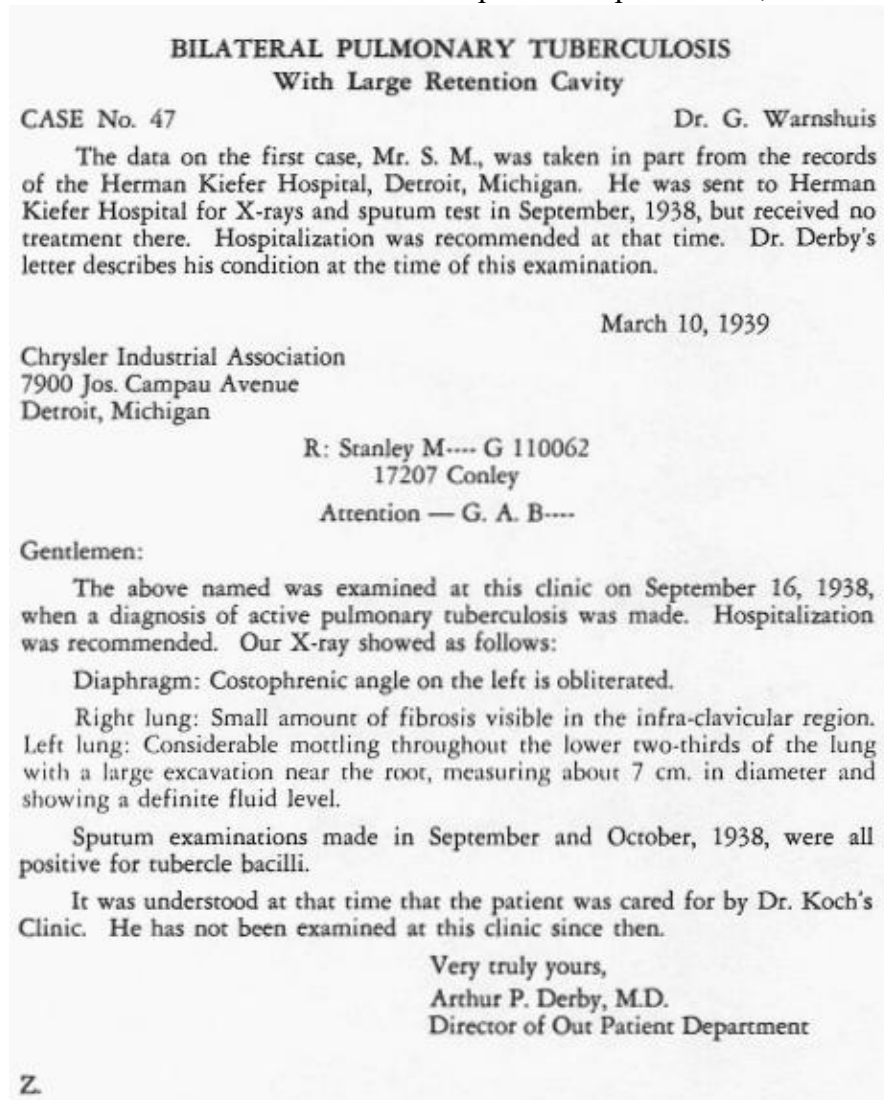 BILATERAL PULMONARY TUBERCULOSIS
With Large Retention Cavity
CASE No. 47 Dr. G. Warnshuis
The data on the first case, Mr. S. M., was taken in part from the records
of the Herman Kiefer Hospital, Detroit, Michigan. He was sent to Herman
Kiefer Hospital for X-rays and sputum test in September, 1938, but received no
treatment there. Hospitalization was recommended at that time. Dr. Derby's
letter describes his condition at the time of this examination.
March 10, 1939
Chrysler Industrial Association
7900 Jos. Campau Avenue
Detroit, Michigan
R: Stanley M---- G 110062
17207 Conley
Attention — G. A. B----
Gentlemen:
The above named was examined at this clinic on September 16, 1938,
when a diagnosis of active pulmonary tuberculosis was made. Hospitalization
was recommended. Our X-ray showed as follows:
Diaphragm: Costophrenic angle on the left is obliterated.
Right lung: Small amount of fibrosis visible in the infra-clavicular region.
Left lung: Considerable mottling throughout the lower two-thirds of the lung
with a large excavation near the root, measuring about 7 cm. in diameter and
showing a definite fluid level.
Sputum examinations made in September and October, 1938, were all
positive for tubercle bacilli.
It was understood at that time that the patient was cared for by Dr. Koch's
Clinic. He has not been examined at this clinic since then.
Very truly yours,
Arthur P. Derby, M.D.
Director of Out Patient Department
Z.